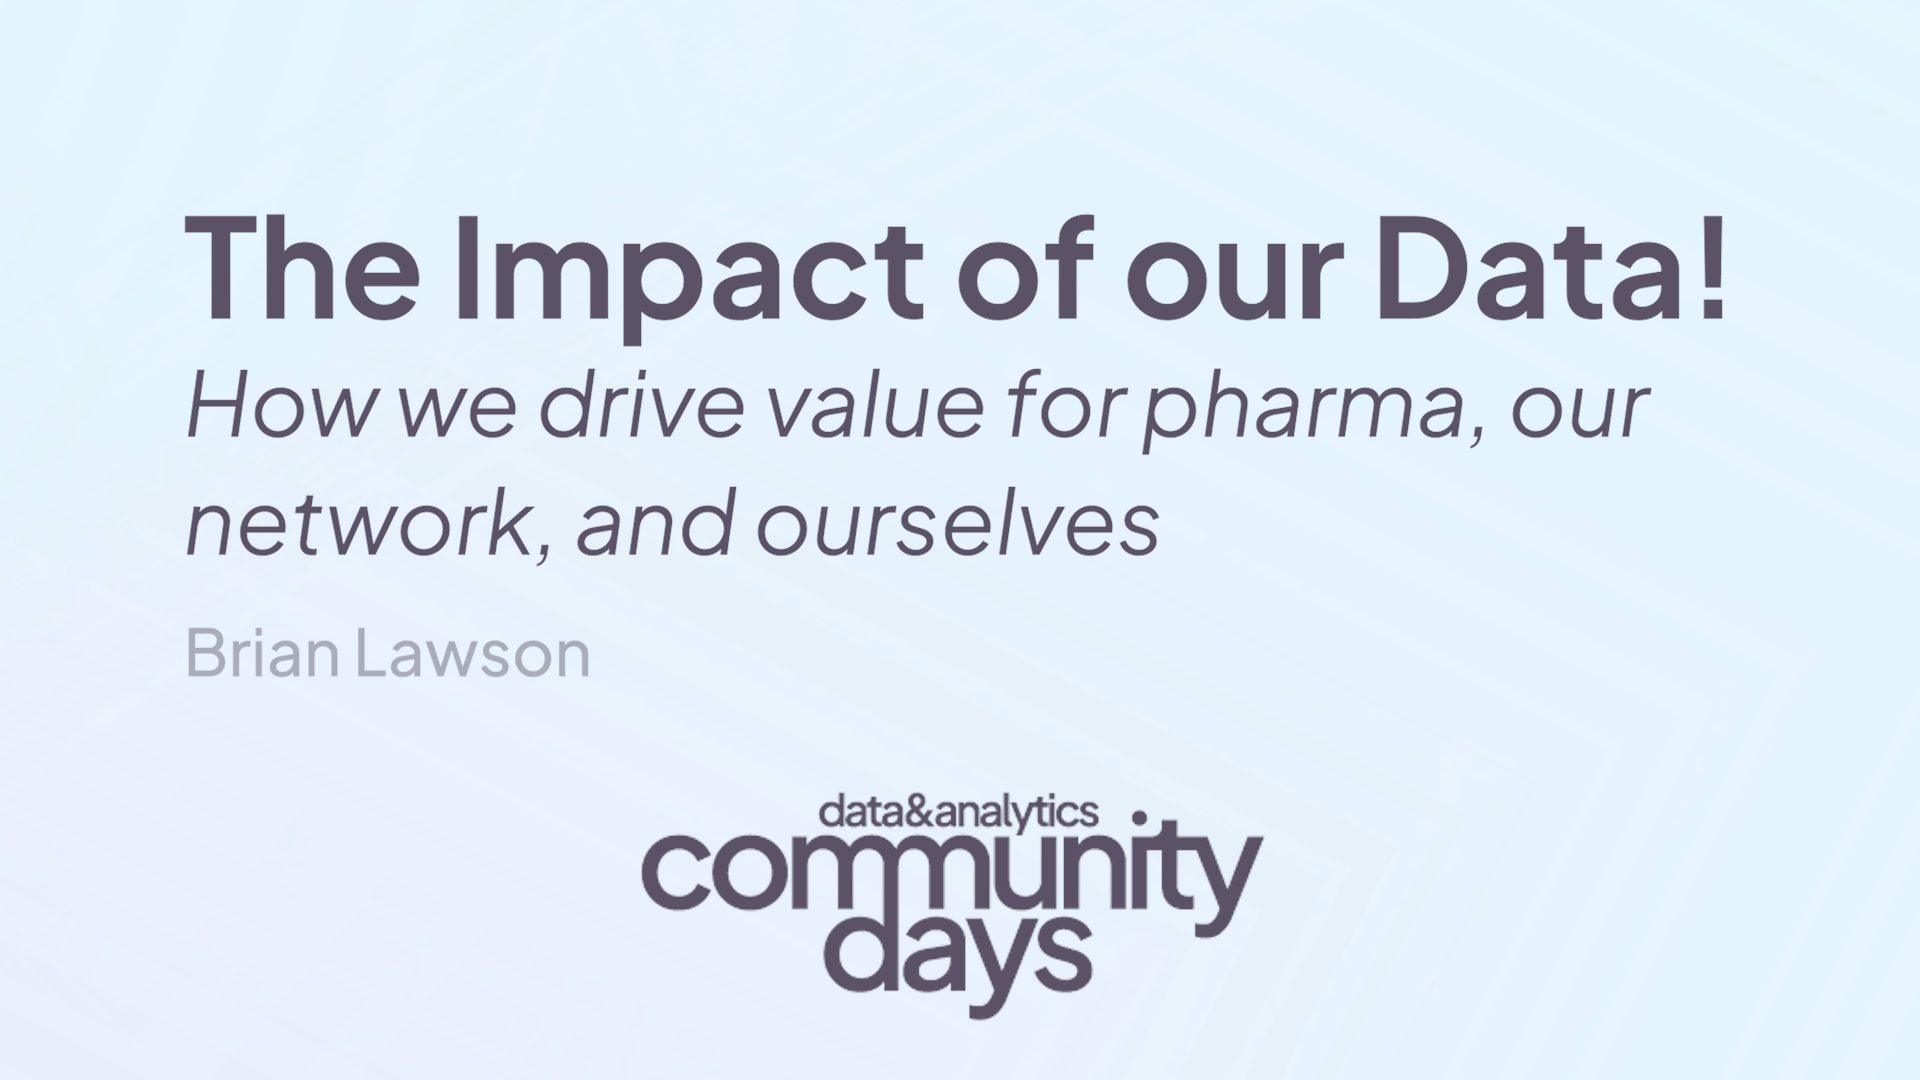 The Impact of our Data!
How we drive value for pharma, our
network, and ourselves
Brian Lawson
data&analytics
community
days